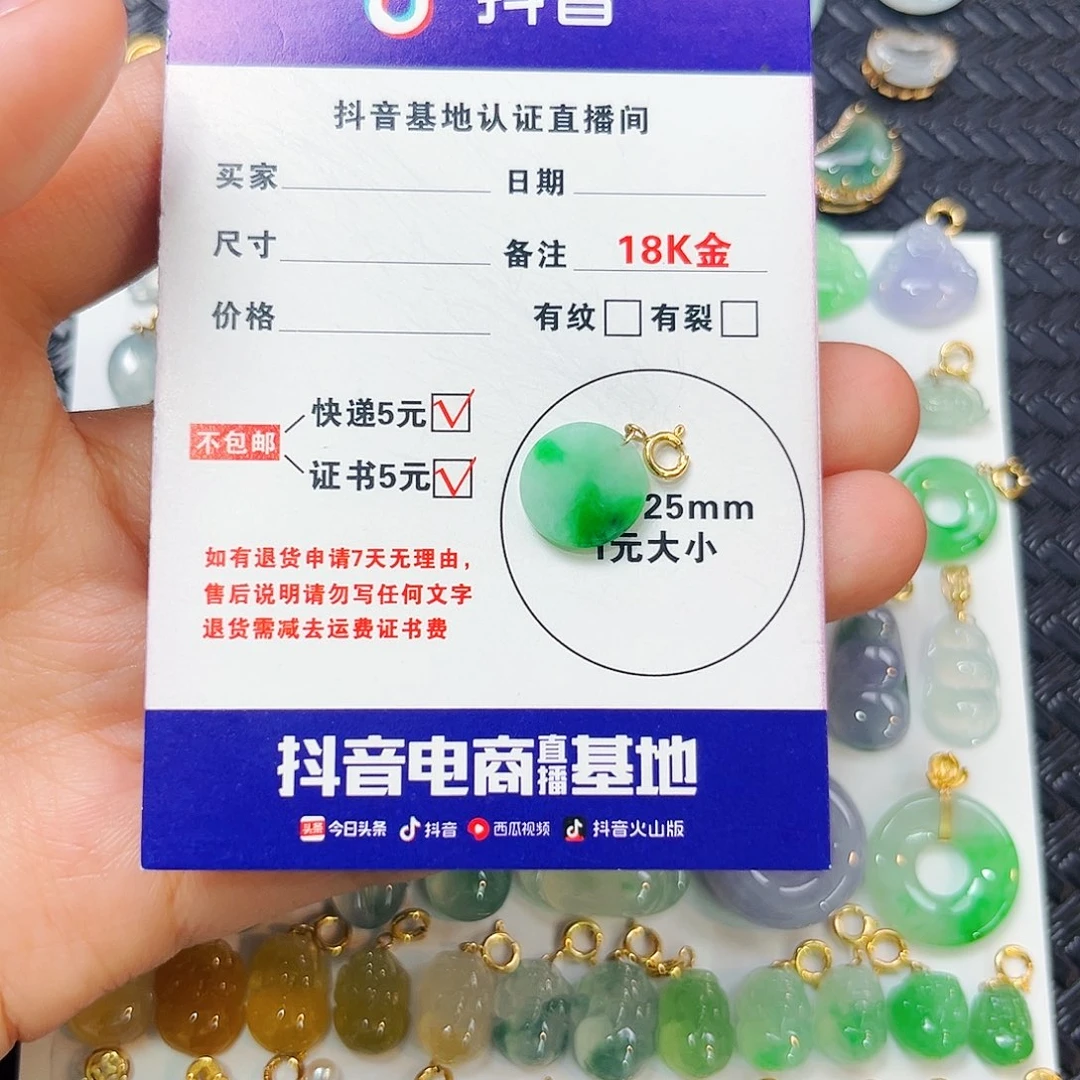 抖音
抖音基地认证直播间
买家
日期
尺寸
备注 18K金
价格
有纹 有裂
不包邮
快递5元
证书5元
25mm
1元大小
如有退货申请7天无理由，
售后说明请勿写任何文字
退货需减去运费证书费
抖音电商直播基地
头条 今日头条 抖音 西瓜视频 抖音火山版